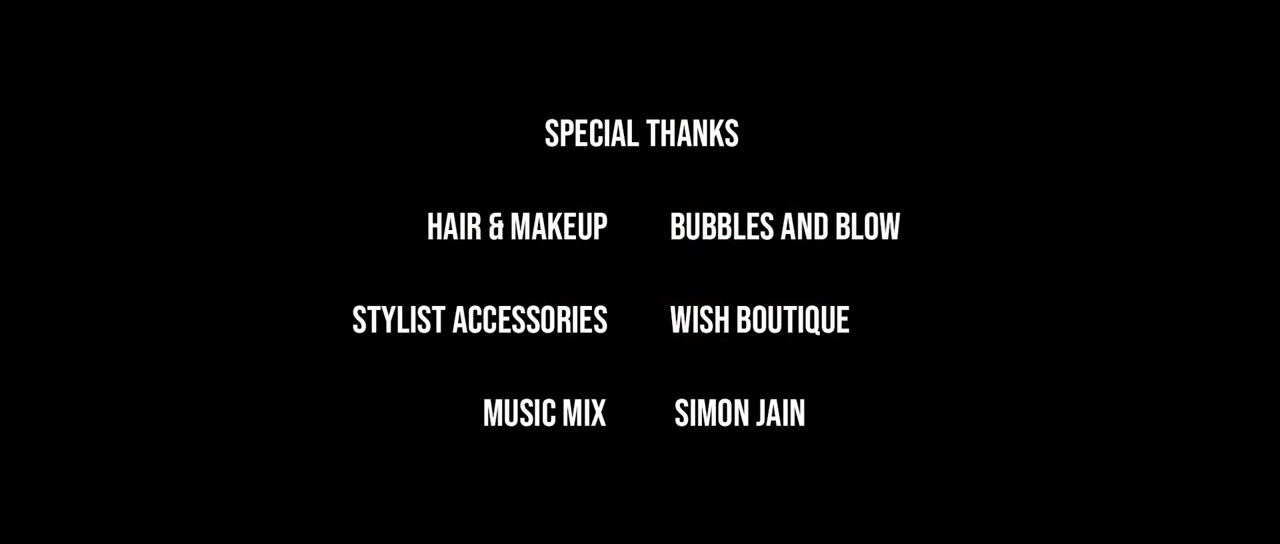 SPECIAL THANKS
HAIR & MAKEUP BUBBLES AND BLOW
STYLIST ACCESSORIES WISH BOUTIQUE
MUSIC MIX SIMON JAIN